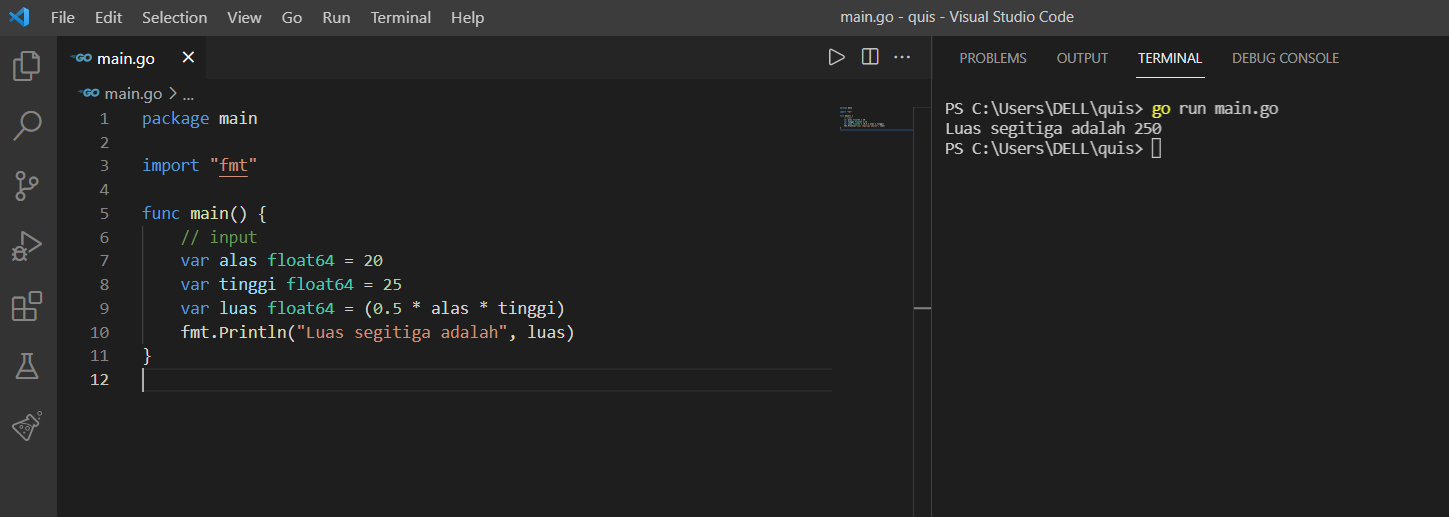 File Edit Selection View Go Run Terminal Help main.go - quis - Visual Studio Code
GO main.go
GO main.go > ...
1 package main
2
3 import "fmt"
4
5 func main() {
6 // input
7 var alas float64 = 20
8 var tinggi float64 = 25
9 var luas float64 = (0.5 * alas * tinggi)
10 fmt.Println("Luas segitiga adalah", luas)
11 }
12
PROBLEMS OUTPUT TERMINAL DEBUG CONSOLE
PS C:\Users\DELL\quis> go run main.go
Luas segitiga adalah 250
PS C:\Users\DELL\quis>